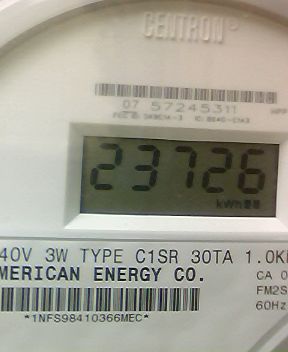 CENTRON
07 57245311
23726
kWh
40V 3W TYPE C1SR 30TA 1.0K
MERICAN ENERGY CO.
CA 0
FM2S
60Hz
*1NFS98410366MEC*